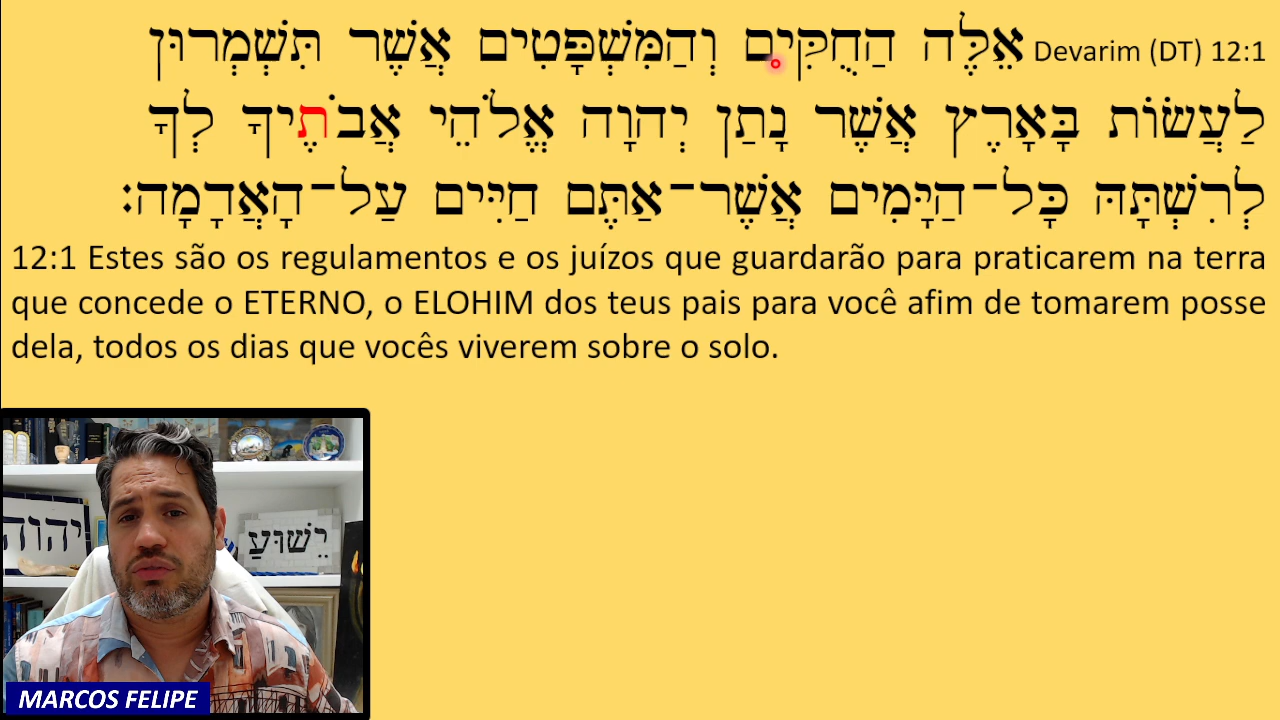 אֵלֶּה הַחֻקִּים וְהַמִּשְׁפָּטִים אֲשֶׁר תִּשְׁמְרוּן Devarim (DT) 12:1
לַעֲשׂוֹת בָּאָרֶץ אֲשֶׁר נָתַן יְהוָה אֱלֹהֵי אֲבֹתֶיךָ לְךָ
לְרִשְׁתָּהּ כָּל־הַיָּמִים אֲשֶׁר־אַתֶּם חַיִּים עַל־הָאֲדָמָה׃
12:1 Estes são os regulamentos e os juízos que guardarão para praticarem na terra
que concede o ETERNO, o ELOHIM dos teus pais para você afim de tomarem posse
dela, todos os dias que vocês viverem sobre o solo.
יהוה
יֵשׁוּעַ
MARCOS FELIPE